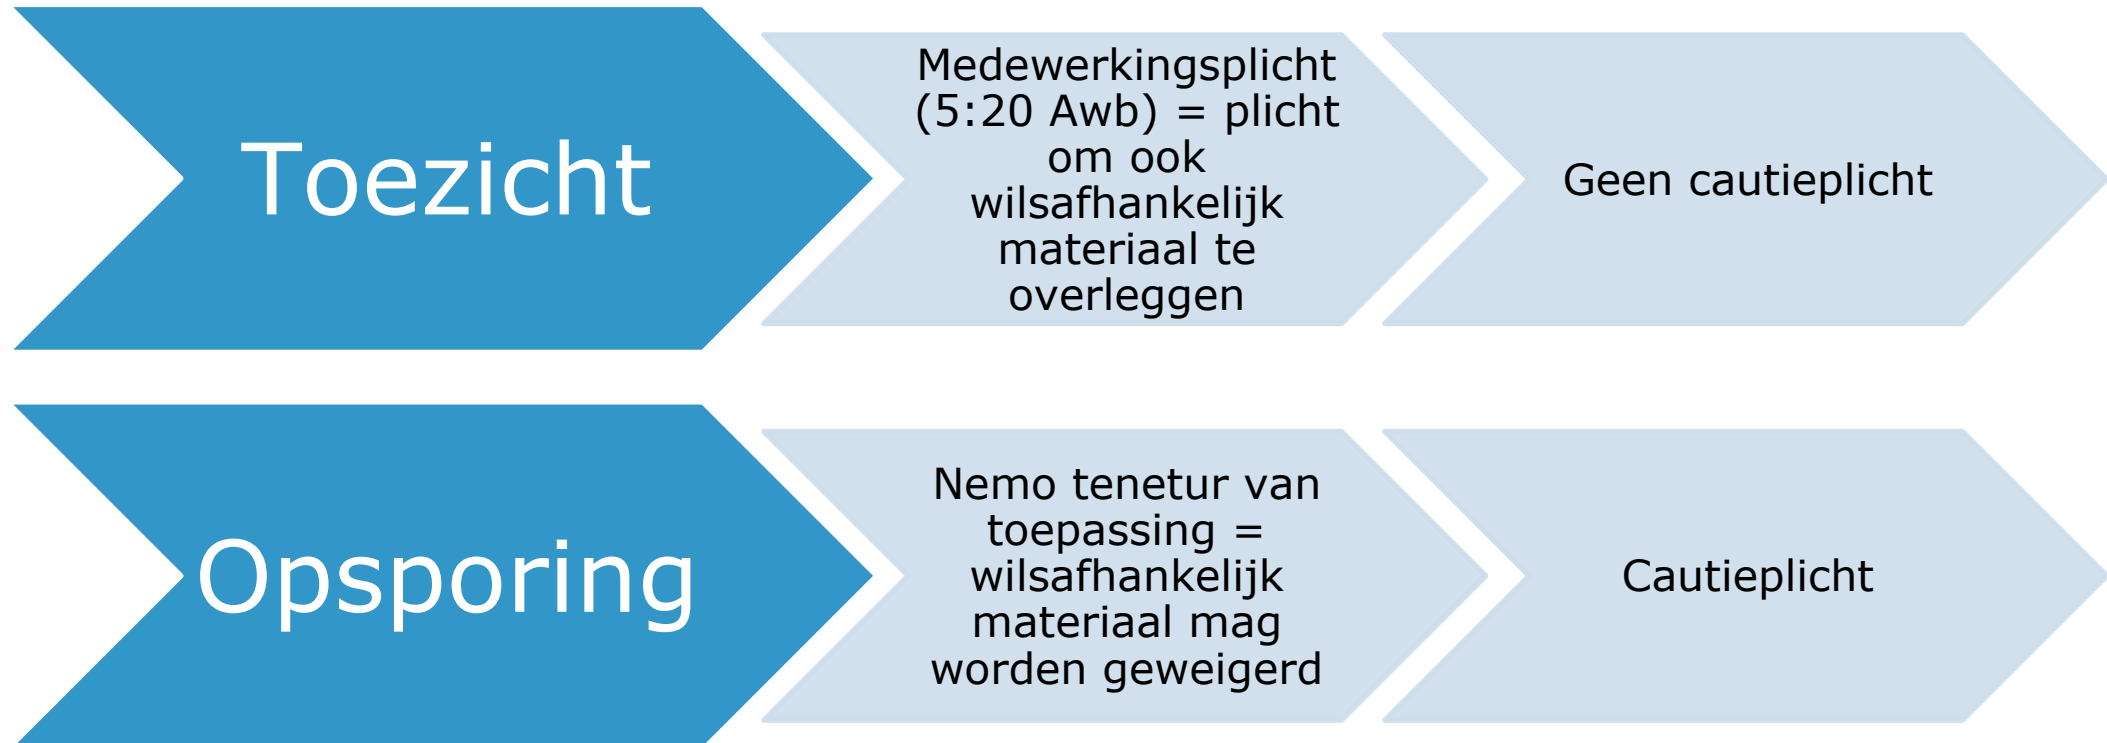 Toezicht
Medewerkingsplicht
(5:20 Awb) = plicht
om ook
wilsafhankelijk
materiaal te
overleggen
Geen cautieplicht
Opsporing
Nemo tenetur van
toepassing =
wilsafhankelijk
materiaal mag
worden geweigerd
Cautieplicht